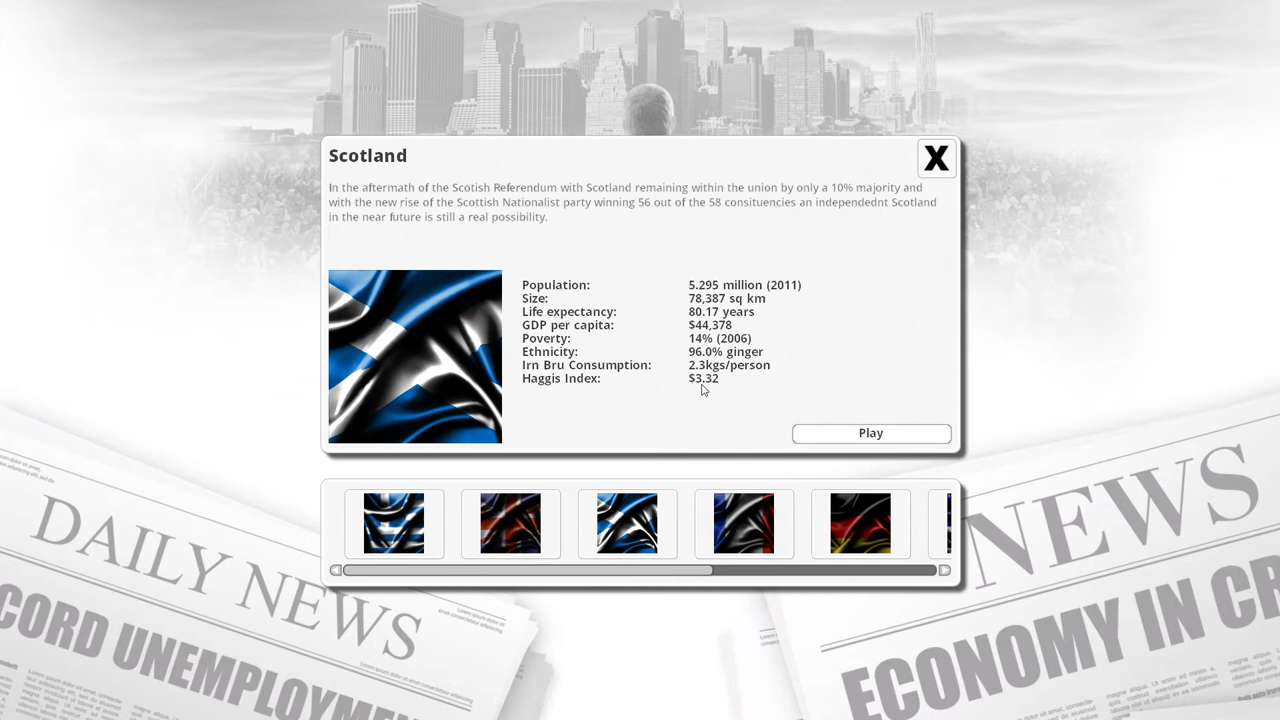 Scotland
X
In the aftermath of the Scotish Referendum with Scotland remaining within the union by only a 10% majority and
with the new rise of the Scottish Nationalist party winning 56 out of the 58 consituencies an independednt Scotland
in the near future is still a real possibility.
Population: 5.295 million (2011)
Size: 78,387 sq km
Life expectancy: 80.17 years
GDP per capita: $44,378
Poverty: 14% (2006)
Ethnicity: 96.0% ginger
Irn Bru Consumption: 2.3kgs/person
Haggis Index: $3.32
Play
DAILY NEWS
CORD UNEMPLOYME
NEWS
ECONOMY IN CR